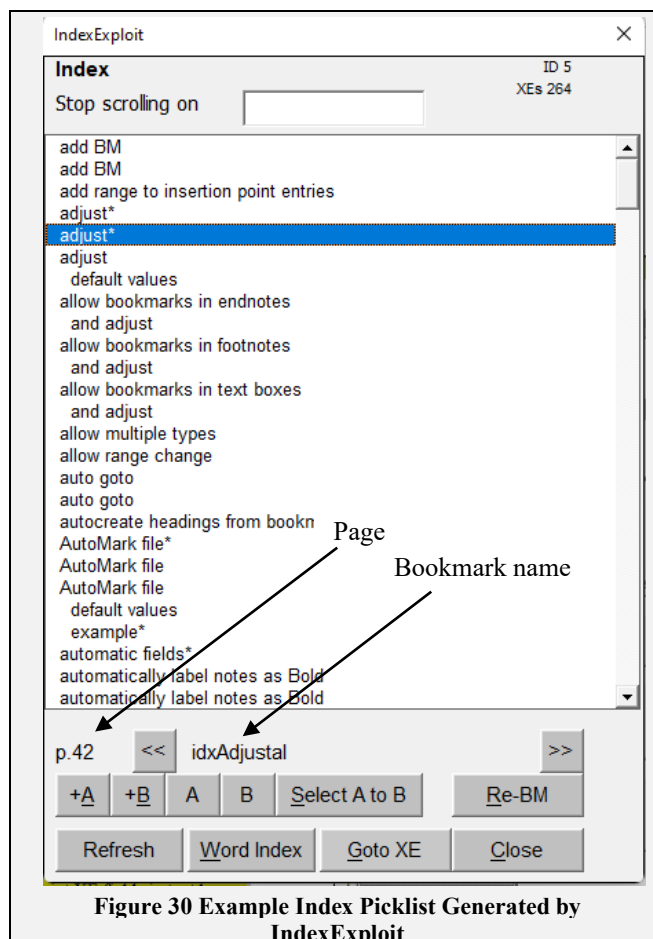 IndexExploit
Index
ID 5
Stop scrolling on
XEs 264
add BM
add BM
add range to insertion point entries
adjust*
adjust*
adjust
default values
allow bookmarks in endnotes
and adjust
allow bookmarks in footnotes
and adjust
allow bookmarks in text boxes
and adjust
allow multiple types
allow range change
auto goto
auto goto
autocreate headings from
Page
AutoMark file*
AutoMark file
Bookmark name
AutoMark file
default values
example*
automatic fields*
automatically label notes as Bold
automatically label notes as Bold
p.42 << idxAdjustal >>
+A +B A B Select A to B Re-BM
Refresh Word Index Goto XE Close
Figure 30 Example Index Picklist Generated by
IndexExploit